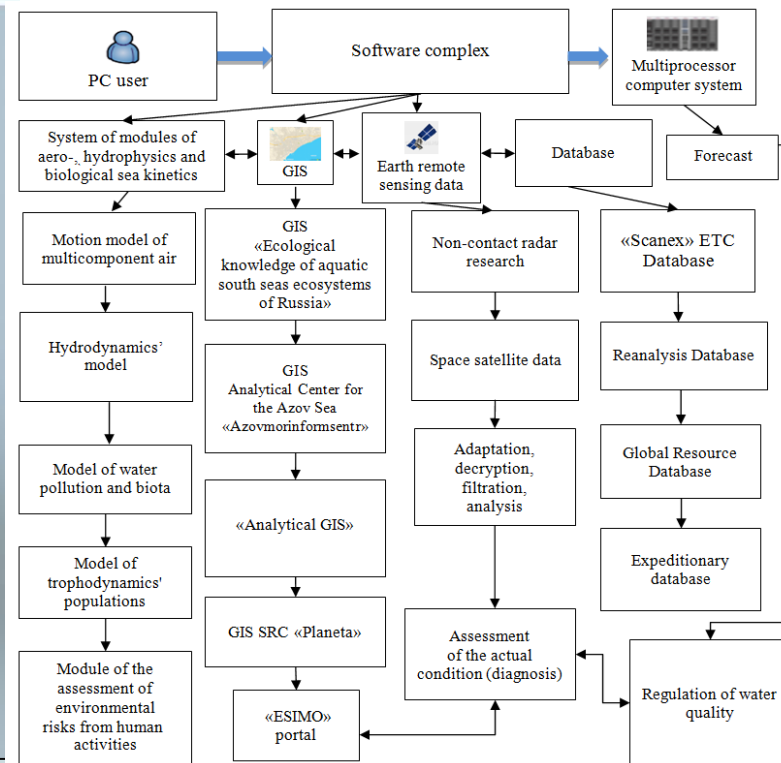 PC user
Software complex
Multiprocessor
computer system
System of modules of
aero-, hydrophysics and
biological sea kinetics
GIS
Earth remote
sensing data
Database
Forecast
Motion model of
multicomponent air
GIS
«Ecological
knowledge of aquatic
south seas ecosystems
of Russia»
Non-contact radar
research
«Scanex» ETC
Database
Hydrodynamics’
model
GIS
Analytical Center for
the Azov Sea
«Azovmorinformsentr»
Space satellite data
Reanalysis Database
Model of water
pollution and biota
«Analytical GIS»
Adaptation,
decryption,
filtration,
analysis
Global Resource
Database
Model of
trophodynamics'
populations
GIS SRC «Planeta»
Assessment
of the actual
condition (diagnosis)
Expeditionary
database
Module of the
assessment of
environmental
risks from human
activities
«ESIMO»
portal
Regulation of water
quality